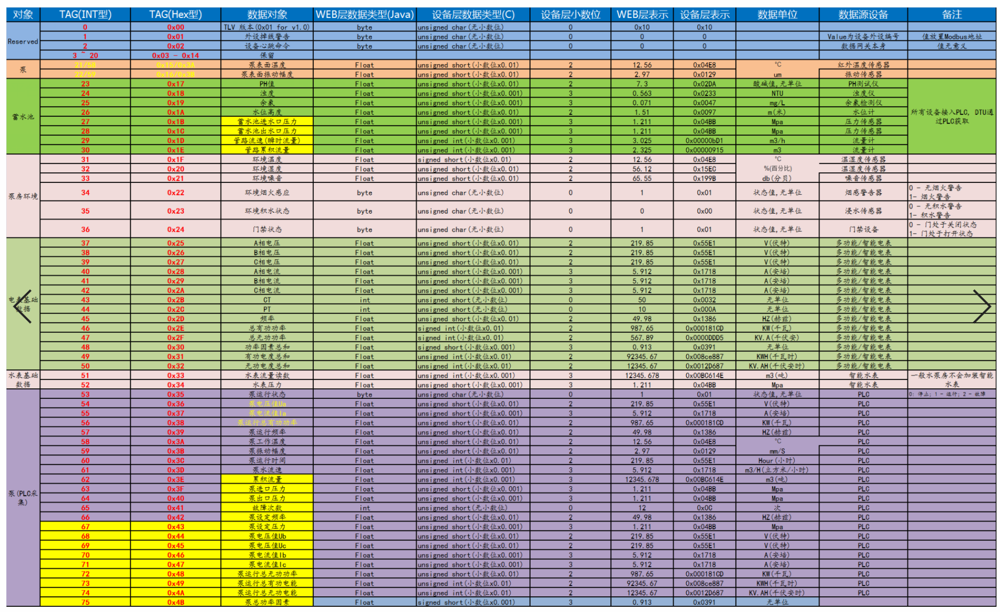 对象 TAG(INT型) TAG(Hex型) 数据对象 WEB层数据类型(Java) 设备层数据类型(C) 设备层小数位 WEB层表示 设备层表示 数据单位 数据源设备 备注
Reserved
0 0x00 TLV 版本(0x01 for v1.0) byte unsigned char(无小数位) 0 0x10 0x10
1 0x01 外设掉线警告 byte unsigned char(无小数位) 0 0 0 Value为设备外设编号 值放置Modbus地址
2 0x02 设备心跳命令 byte unsigned char(无小数位) 0 0 0 数据网关本身 值无意义
3 ~ 20 0x03 - 0x14 保留
泵
21/58 0x15/0x3A 泵表面温度 Float unsigned short(小数位x0.01) 2 12.56 0x04E8 ℃ 红外温度传感器
22/59 0x16/0x3B 泵表面振动幅度 Float unsigned short(小数位x0.01) 2 2.97 0x0129 um 振动传感器
蓄水池
23 0x17 PH值 Float unsigned short(小数位x0.01) 2 7.3 0x02DA 酸碱值,无单位 PH测试仪
24 0x18 浊度 Float unsigned short(小数位x0.001) 3 0.563 0x0233 NTU 浊度仪
25 0x19 余氯 Float unsigned short(小数位x0.001) 3 0.071 0x0047 mg/L 余氯检测仪
26 0x1A 水位高度 Float unsigned short(小数位x0.01) 2 1.51 0x0097 m(米) 水位计
27 0x1B 蓄水池进水口压力 Float unsigned short(小数位x0.001) 3 1.211 0x04BB Mpa 压力传感器
28 0x1C 蓄水池出水口压力 Float unsigned short(小数位x0.001) 3 1.211 0x04BB Mpa 压力传感器
29 0x1D 管路流速(瞬时流量) Float unsigned int(小数位x0.001) 3 3.025 0x00000bD1 m3/h 流量计
30 0x1E 管路累积流量 Float unsigned int(小数位x0.001) 3 2.325 0x00000915 m3 流量计
所有设备接入PLC, DTU通
过PLC获取
泵房环境
31 0x1F 环境温度 Float signed short(小数位x0.01) 2 12.56 0x04E8 ℃ 温湿度传感器
32 0x20 环境湿度 Float unsigned short(小数位x0.01) 2 56.12 0x15EC %(百分比) 温湿度传感器
33 0x21 环境噪音 Float unsigned short(小数位x0.01) 2 65.55 0x199B db(分贝) 噪音传感器
34 0x22 环境烟火感应 byte unsigned char(无小数位) 0 1 0x01 状态值,无单位 烟感警告器 0 - 无烟火警告
1- 烟火警告
35 0x23 环境积水状态 byte unsigned char(无小数位) 0 0 0x00 状态值,无单位 浸水传感器 0 - 无积水警告
1- 积水警告
36 0x24 门禁状态 byte unsigned char(无小数位) 0 1 0x01 状态值,无单位 门禁设备 0 - 门处于关闭状态
1- 门处于打开状态
电表基础
数据
37 0x25 A相电压 Float unsigned short(小数位x0.01) 2 219.85 0x55E1 V(伏特) 多功能/智能电表
38 0x26 B相电压 Float unsigned short(小数位x0.01) 2 219.85 0x55E1 V(伏特) 多功能/智能电表
39 0x27 C相电压 Float unsigned short(小数位x0.01) 2 219.85 0x55E1 V(伏特) 多功能/智能电表
40 0x28 A相电流 Float unsigned short(小数位x0.001) 3 5.912 0x1718 A(安培) 多功能/智能电表
41 0x29 B相电流 Float unsigned short(小数位x0.001) 3 5.912 0x1718 A(安培) 多功能/智能电表
42 0x2A C相电流 Float unsigned short(小数位x0.001) 3 5.912 0x1718 A(安培) 多功能/智能电表
43 0x2B CT int unsigned short(无小数位) 0 50 0x0032 无单位 多功能/智能电表
44 0x2C PT int unsigned short(无小数位) 0 10 0x000A 无单位 多功能/智能电表
45 0x2D 频率 Float unsigned short(小数位x0.01) 2 49.98 0x1386 HZ(赫兹) 多功能/智能电表
46 0x2E 总有功功率 Float signed int(小数位x0.01) 2 987.65 0x000181CD KW(千瓦) 多功能/智能电表
47 0x2F 总无功功率 Float signed int(小数位x0.01) 2 567.89 0x0000DDD5 KV.A(千伏安) 多功能/智能电表
48 0x30 功率因素总和 Float signed short(小数位x0.001) 3 0.913 0x0391 无单位 多功能/智能电表
49 0x31 有功电度总和 Float unsigned int(小数位x0.01) 2 92345.67 0x008ce887 KWH(千瓦时) 多功能/智能电表
50 0x32 无功电度总和 Float unsigned int(小数位x0.01) 2 12345.67 0x0012D687 KV.AH(千伏安时) 多功能/智能电表
水表基础
数据
51 0x33 水表流量读数 Float unsigned int(小数位x0.001) 3 12345.678 0x00BC614E m3(吨) 智能水表
52 0x34 水表压力 Float unsigned short(小数位x0.001) 3 1.211 0x04BB Mpa 智能水表
一般水泵房不会加装智能
水表
泵(PLC采
集)
53 0x35 泵运行状态 byte unsigned char(无小数位) 0 1 0x01 状态值,无单位 PLC 0: 停止; 1 - 运行; 2 - 故障
54 0x36 泵电压值Ua Float unsigned short(小数位x0.01) 2 219.85 0x55E1 V(伏特) PLC
55 0x37 泵电流值Ia Float unsigned short(小数位x0.001) 3 5.912 0x1718 A(安培) PLC
56 0x38 泵运行总有功功率 Float unsigned short(小数位x0.01) 2 987.65 0x000181CD KW(千瓦) PLC
57 0x39 泵运行频率 Float unsigned short(小数位x0.01) 2 49.98 0x1386 HZ(赫兹) PLC
58 0x3A 泵工作温度 Float unsigned short(小数位x0.01) 2 12.56 0x04E8 ℃ PLC
59 0x3B 泵振动幅度 Float unsigned short(小数位x0.01) 2 2.97 0x0129 mm/S PLC
60 0x3C 泵运行时间 Float unsigned int(小数位x0.01) 2 219.85 0x55E1 Hour(小时) PLC
61 0x3D 泵水流速 Float unsigned int(小数位x0.001) 3 5.912 0x1718 m3/H(立方米/小时) PLC
62 0x3E 累积流量 Float unsigned int(小数位x0.001) 3 12345.678 0x00BC614E m3(吨) PLC
63 0x3F 泵进口压力 Float unsigned short(小数位x0.001) 3 1.211 0x04BB Mpa PLC
64 0x40 泵出口压力 Float unsigned short(小数位x0.001) 3 1.211 0x04BB Mpa PLC
65 0x41 故障次数 int unsigned short(无小数位) 0 12 0x0C 次 PLC
66 0x42 泵设定频率 Float unsigned short(小数位x0.01) 2 49.98 0x1386 HZ(赫兹) PLC
67 0x43 泵设定压力 Float unsigned short(小数位x0.001) 3 1.211 0x04BB Mpa PLC
68 0x44 泵电压值Ub Float unsigned short(小数位x0.01) 2 219.85 0x55E1 V(伏特) PLC
69 0x45 泵电压值Uc Float unsigned short(小数位x0.01) 2 219.85 0x55E1 V(伏特) PLC
70 0x46 泵电流值Ib Float unsigned short(小数位x0.001) 3 5.912 0x1718 A(安培) PLC
71 0x47 泵电流值Ic Float unsigned short(小数位x0.001) 3 5.912 0x1718 A(安培) PLC
72 0x48 泵运行总无功功率 Float unsigned short(小数位x0.01) 2 987.65 0x000181CD KW(千瓦) PLC
73 0x49 泵运行总有功电能 Float unsigned int(小数位x0.01) 2 92345.67 0x008ce887 KWH(千瓦时) PLC
74 0x4A 泵运行总无功电能 Float unsigned int(小数位x0.01) 2 12345.67 0x0012D687 KV.AH(千伏安时) PLC
75 0x4B 泵总功率因素 Float signed short(小数位x0.001) 3 0.913 0x0391 无单位